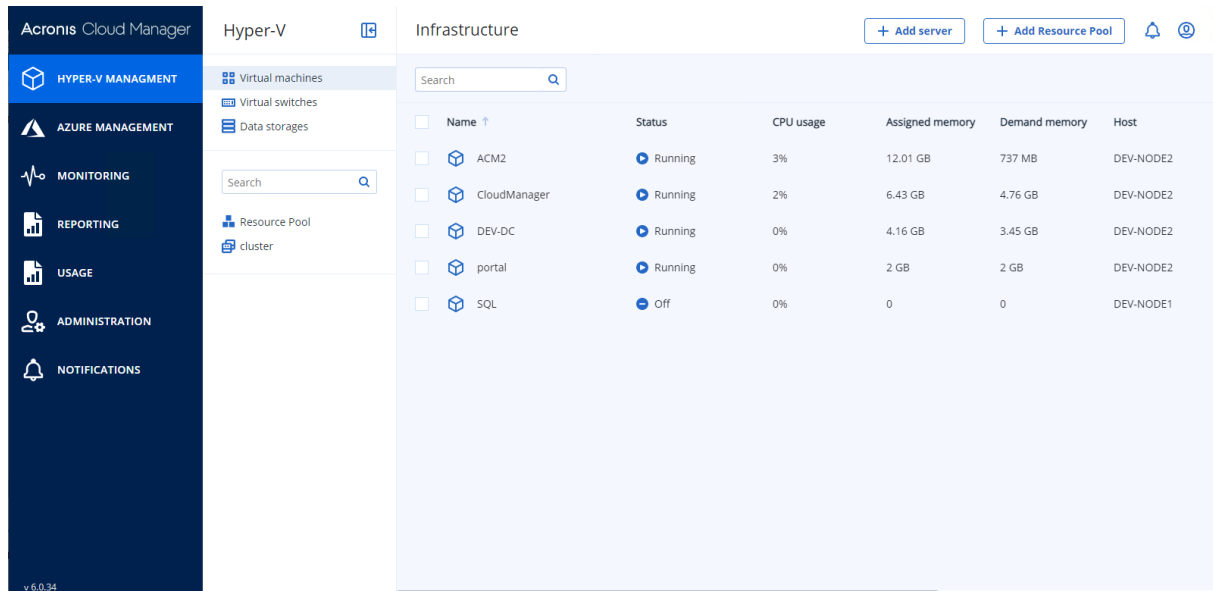 Acronis Cloud Manager
HYPER-V MANAGMENT
AZURE MANAGEMENT
MONITORING
REPORTING
USAGE
ADMINISTRATION
NOTIFICATIONS
v 6.0.34
Hyper-V
Virtual machines
Virtual switches
Data storages
Search
Resource Pool
cluster
Infrastructure
+ Add server
+ Add Resource Pool
Search
Name ↑ Status CPU usage Assigned memory Demand memory Host
ACM2 Running 3% 12.01 GB 737 MB DEV-NODE2
CloudManager Running 2% 6.43 GB 4.76 GB DEV-NODE2
DEV-DC Running 0% 4.16 GB 3.45 GB DEV-NODE2
portal Running 0% 2 GB 2 GB DEV-NODE2
SQL Off 0% 0 0 DEV-NODE1